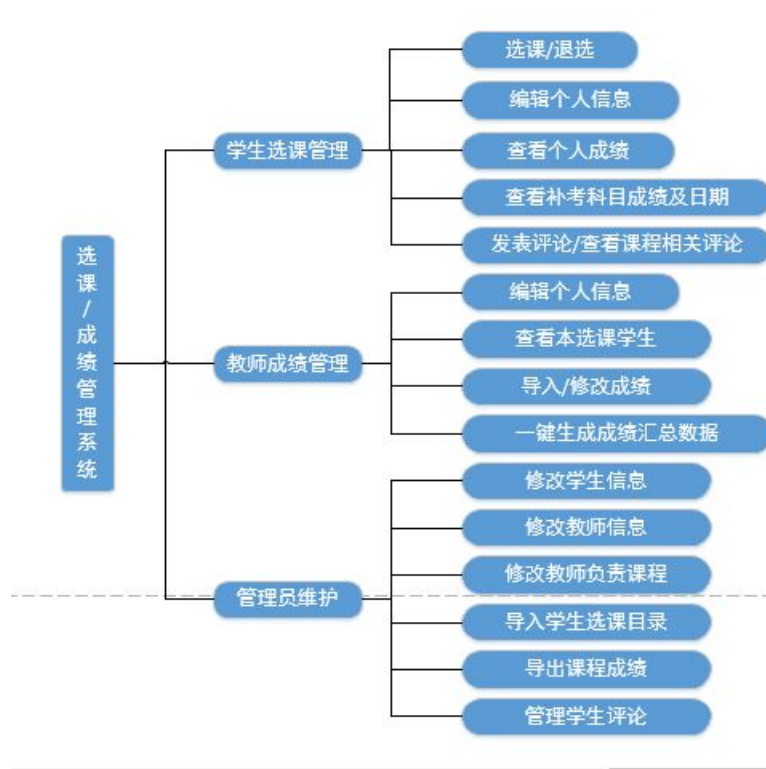 选课/成绩管理系统
学生选课管理
选课/退选
编辑个人信息
查看个人成绩
查看补考科目成绩及日期
发表评论/查看课程相关评论
教师成绩管理
编辑个人信息
查看本选课学生
导入/修改成绩
一键生成成绩汇总数据
管理员维护
修改学生信息
修改教师信息
修改教师负责课程
导入学生选课目录
导出课程成绩
管理学生评论